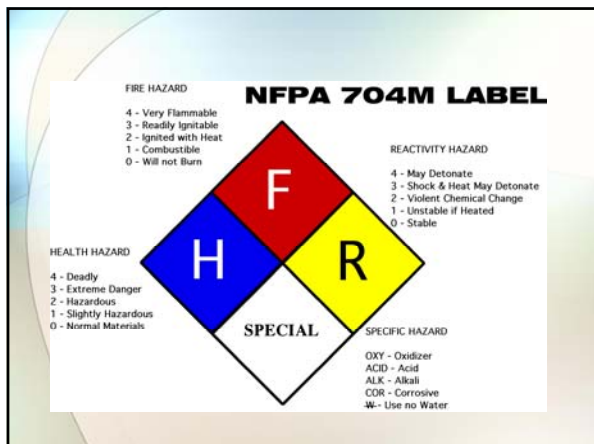 NFPA 704M LABEL
FIRE HAZARD
4 - Very Flammable
3 - Readily Ignitable
2 - Ignited with Heat
1 - Combustible
0 - Will not Burn
REACTIVITY HAZARD
4 - May Detonate
3 - Shock & Heat May Detonate
2 - Violent Chemical Change
1 - Unstable if Heated
0 - Stable
F
H
R
SPECIAL
HEALTH HAZARD
4 - Deadly
3 - Extreme Danger
2 - Hazardous
1 - Slightly Hazardous
0 - Normal Materials
SPECIFIC HAZARD
OXY - Oxidizer
ACID - Acid
ALK - Alkali
COR - Corrosive
W - Use no Water